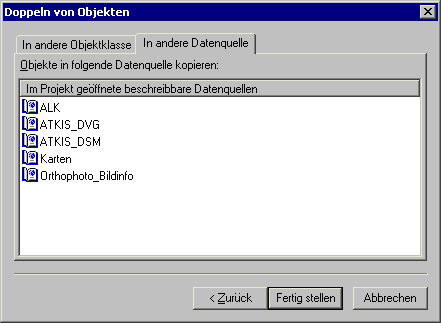 Doppeln von Objekten
In andere Objektklasse In andere Datenquelle
Objekte in folgende Datenquelle kopieren:
Im Projekt geöffnete beschreibbare Datenquellen
ALK
ATKIS_DVG
ATKIS_DSM
Karten
Orthophoto_Bildinfo
< Zurück Fertig stellen Abbrechen